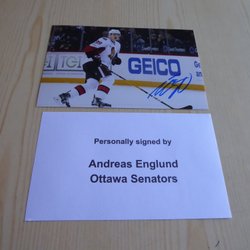 GEICO
Personally signed by
Andreas Englund
Ottawa Senators